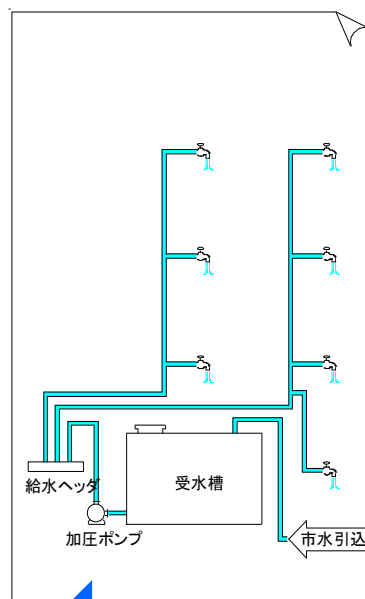 受水槽
給水ヘッダ
加圧ポンプ
市水引込